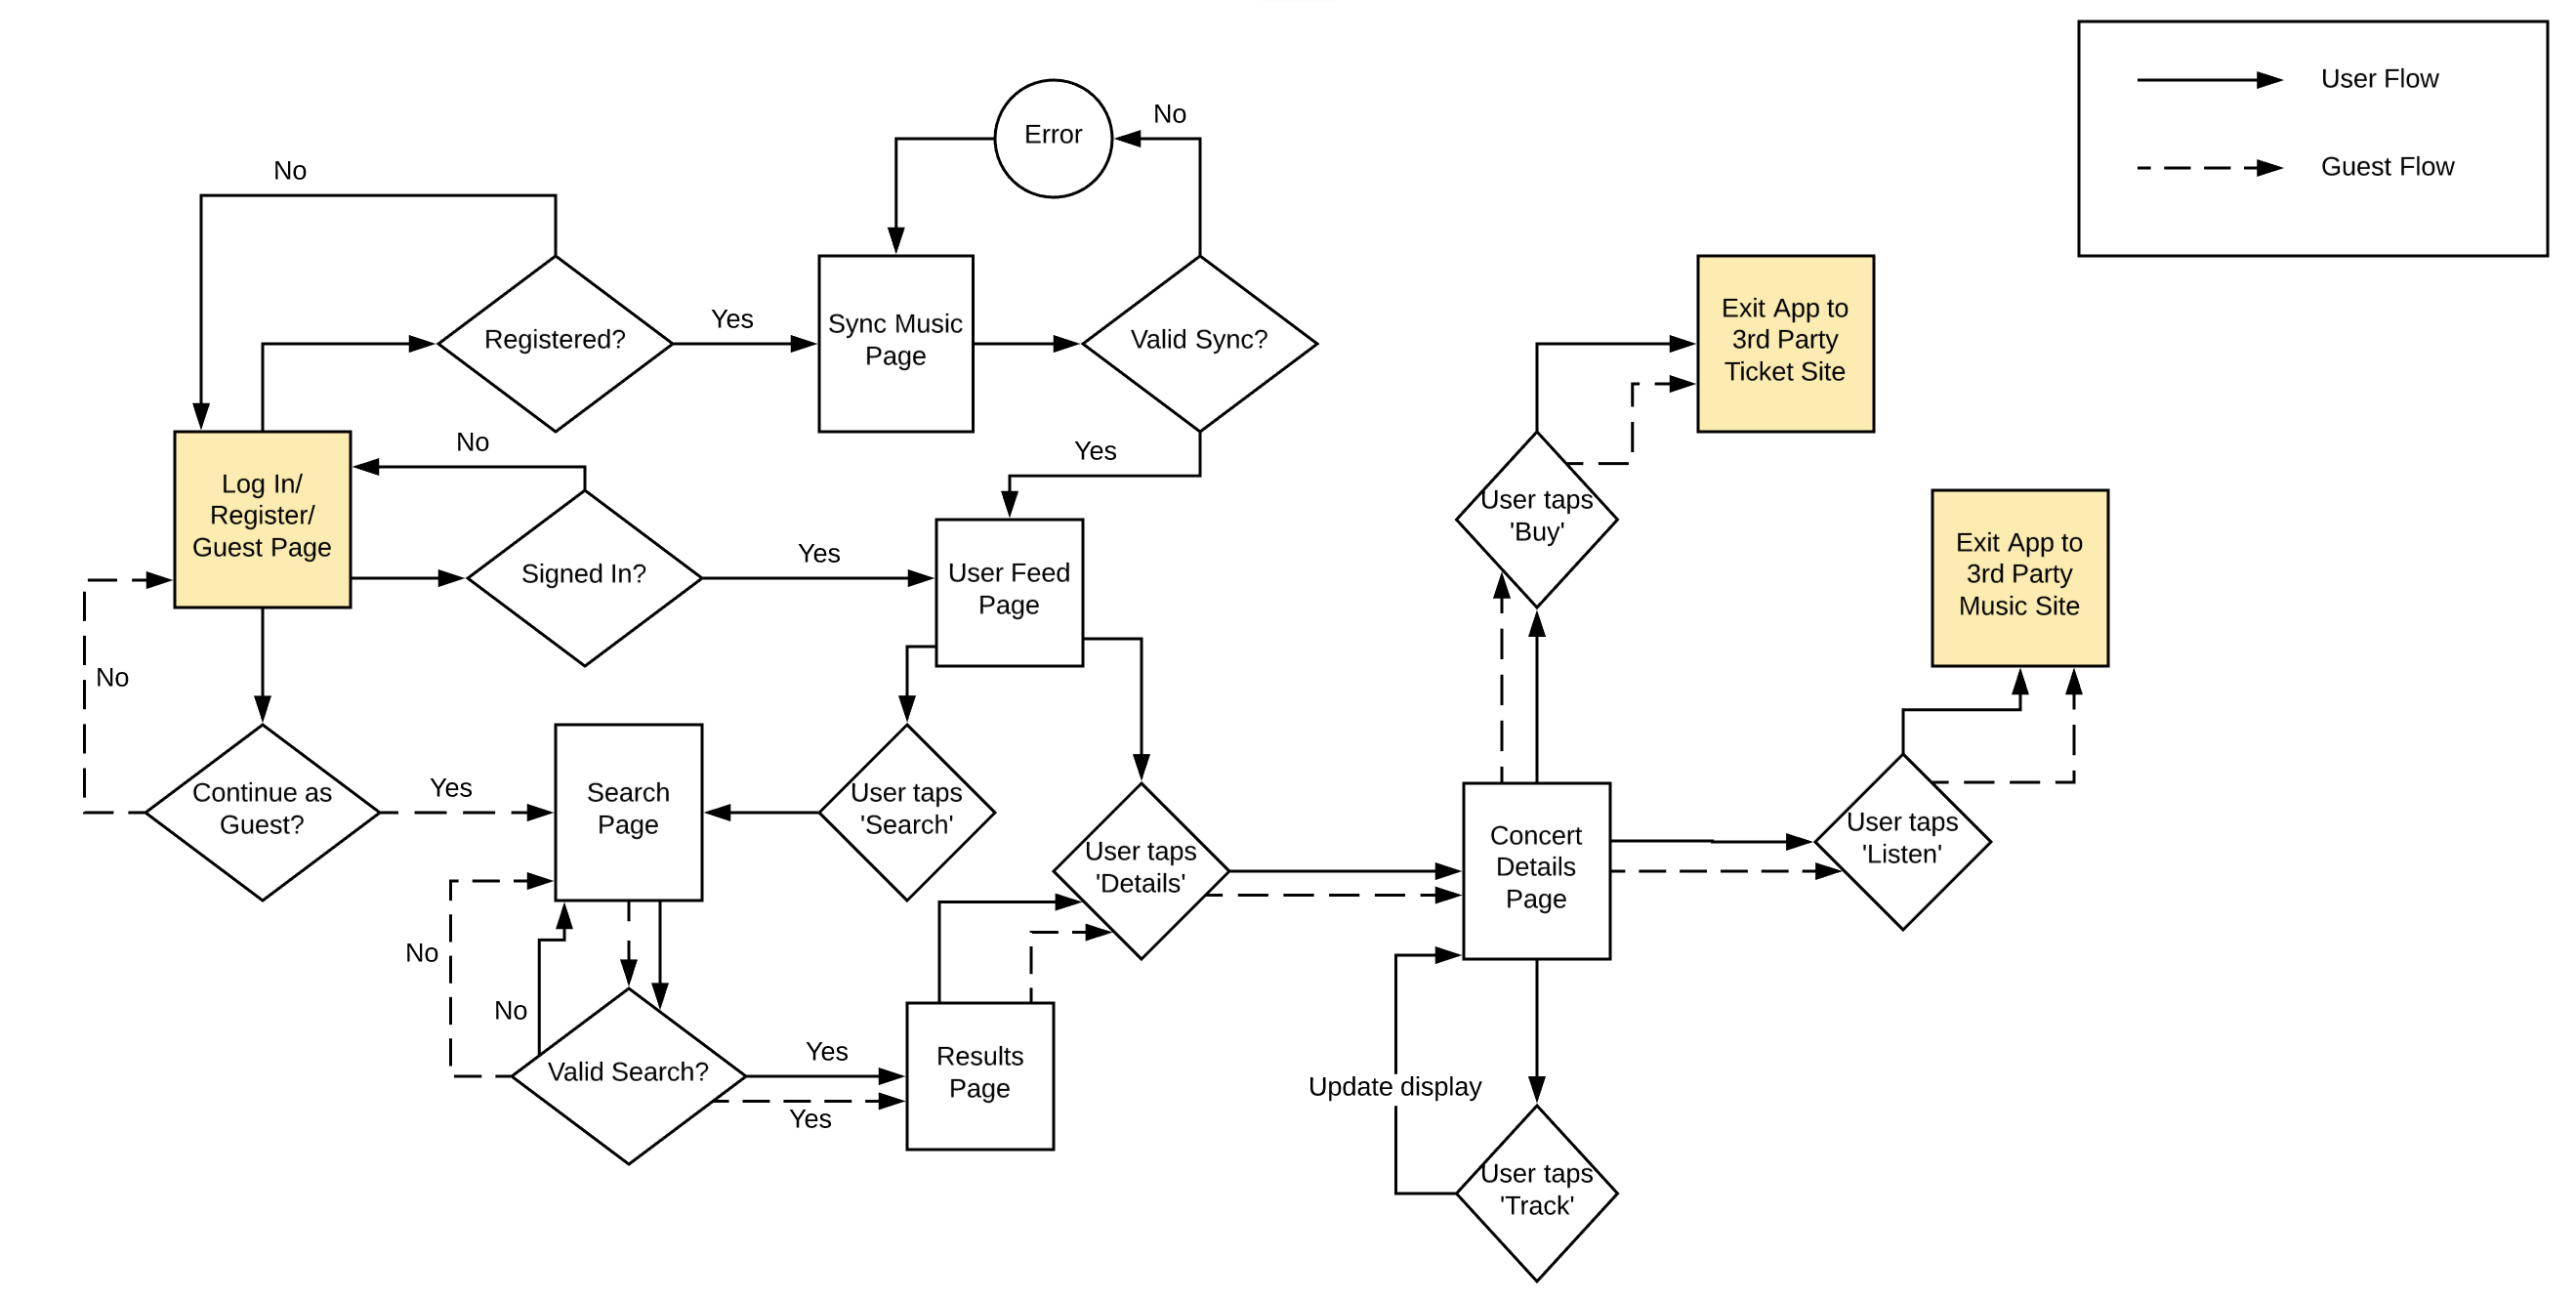 User Flow
Guest Flow
Error
No
No
Registered?
Yes
Sync Music
Page
Valid Sync?
Exit App to
3rd Party
Ticket Site
Log In/
Register/
Guest Page
No
Signed In?
Yes
Yes
User Feed
Page
User taps
'Buy'
Exit App to
3rd Party
Music Site
No
Continue as
Guest?
Yes
Search
Page
User taps
'Search'
User taps
'Details'
Concert
Details
Page
User taps
'Listen'
No
No
Valid Search?
Yes
Yes
Results
Page
Update display
User taps
'Track'